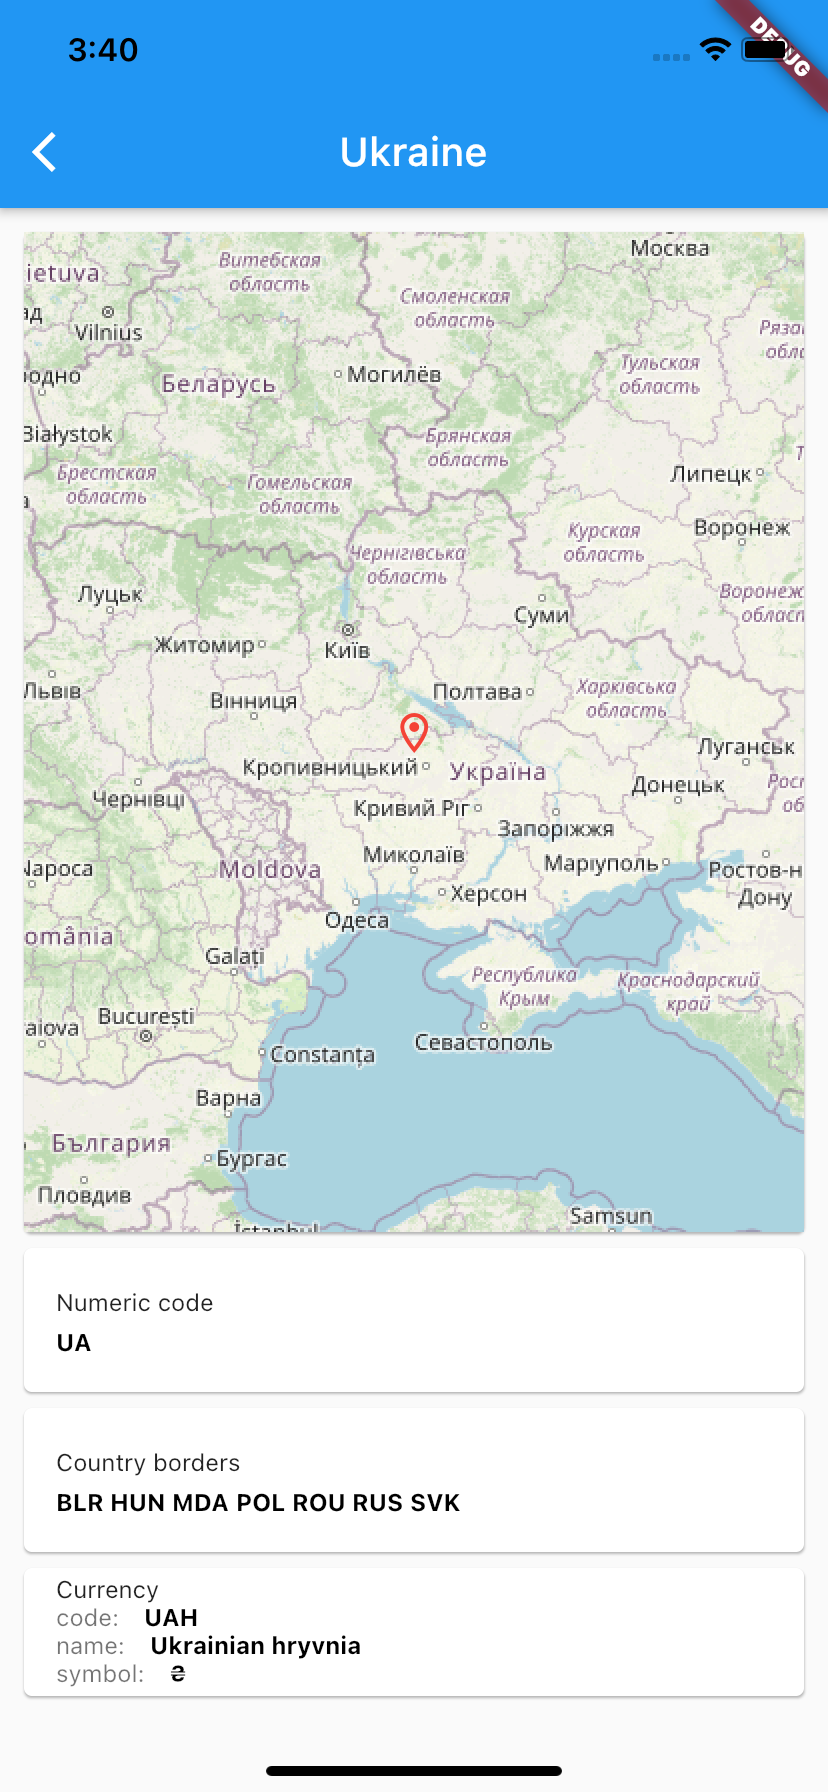 3:40
DEBUG
Ukraine
Москва
Витебская
область
ietuva
Смоленская
область
ад
Vilnius
Ряза
обла
Тульская
область
одно
Беларусь
Могилёв
Białystok
Брянская
область
Брестская
область
Гомельская
область
Липецк
Воронеж
Курская
область
Чернігівська
область
Луцьк
Воронеж
област
Суми
Житомир
Київ
Львів
Вінниця
Полтава
Харківська
область
Луганськ
Кропивницький
Україна
Донецьк
Рос
об
Чернівці
Кривий Ріг
Запоріжжя
Миколаїв
Маріуполь
Napoca
Moldova
Ростов-н
Дону
Херсон
Одеса
omânia
Galați
Республика
Крым
Краснодарский
край
București
aiova
Севастополь
Constanța
Варна
България
Бургас
Пловдив
Samsun
İstanbul
Numeric code
UA
Country borders
BLR HUN MDA POL ROU RUS SVK
Currency
code: UAH
name: Ukrainian hryvnia
symbol: ₴